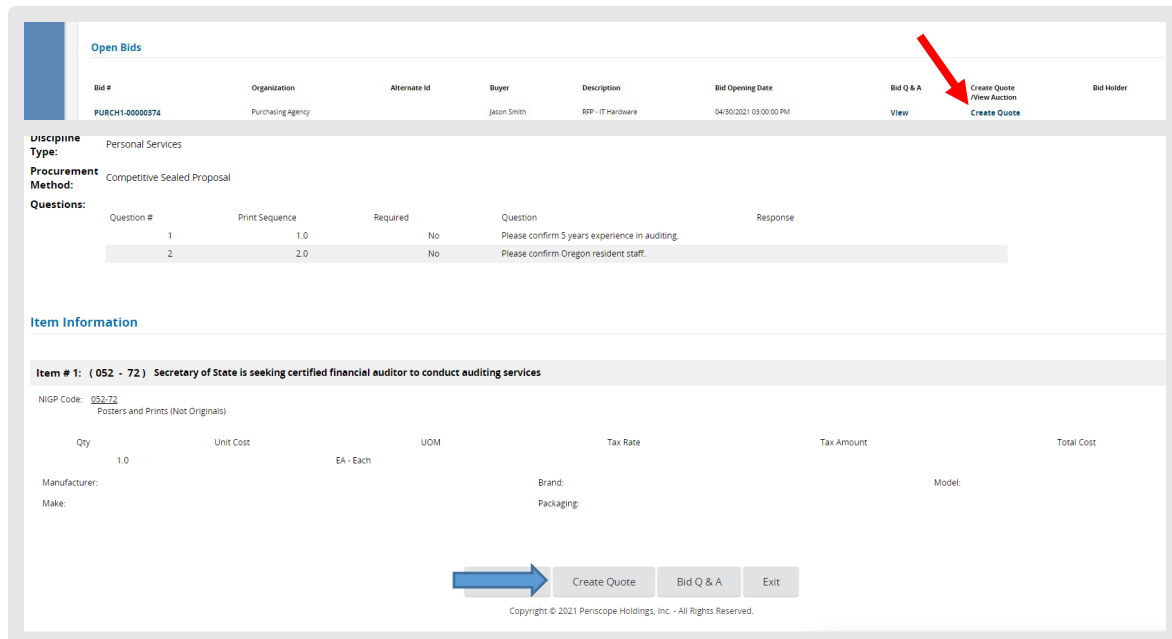 Open Bids
Bid # Organization Alternate Id Buyer Description Bid Opening Date Bid Q & A Create Quote /View Auction Bid Holder
PURCH1-00000374 Purchasing Agency Jason Smith RFP - IT Hardware 04/30/2021 03:00:00 PM View Create Quote
Discipline Type: Personal Services
Procurement Method: Competitive Sealed Proposal
Questions:
Question # Print Sequence Required Question Response
1 1.0 No Please confirm 5 years experience in auditing.
2 2.0 No Please confirm Oregon resident staff.
Item Information
Item # 1: ( 052 - 72 ) Secretary of State is seeking certified financial auditor to conduct auditing services
NIGP Code: 052-72
Posters and Prints (Not Originals)
Qty Unit Cost UOM Tax Rate Tax Amount Total Cost
1.0 EA - Each
Manufacturer: Brand: Model:
Make: Packaging:
Create Quote Bid Q & A Exit
Copyright © 2021 Periscope Holdings, Inc. - All Rights Reserved.